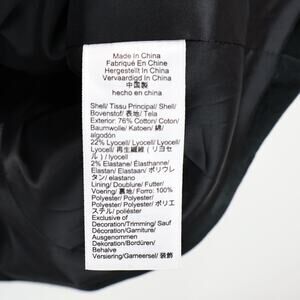 Made In China
Fabriqué En Chine
Hergestellt In China
Vervaardigd In China
中国製
hecho en china
Shell/ Tissu Principal/ Shell/
Bovenstof/ 表地/ Tela
Exterior: 76% Cotton/ Coton/
Baumwolle/ Katoen/ 綿/
algodón
22% Lyocell/ Lyocell/ Lyocell/
Lyocell/ 再生繊維 (リヨセ
ル) /lyocell
2% Elastane/ Élasthanne/
Elastan/ Elastaan/ ポリウレ
タン/ elastano
Lining/ Doublure/ Futter/
Voering/ 裏地/ Forro: 100%
Polyester/ Polyester/
Polyester/ Polyester/ ポリエ
ステル/ poliéster
Exclusive of
Decoration/Trimming/ Sauf
Décoration/Garniture/
Ausgenommen
Dekoration/Bordüren/
Behalve
Versiering/Garneersel/ 装飾